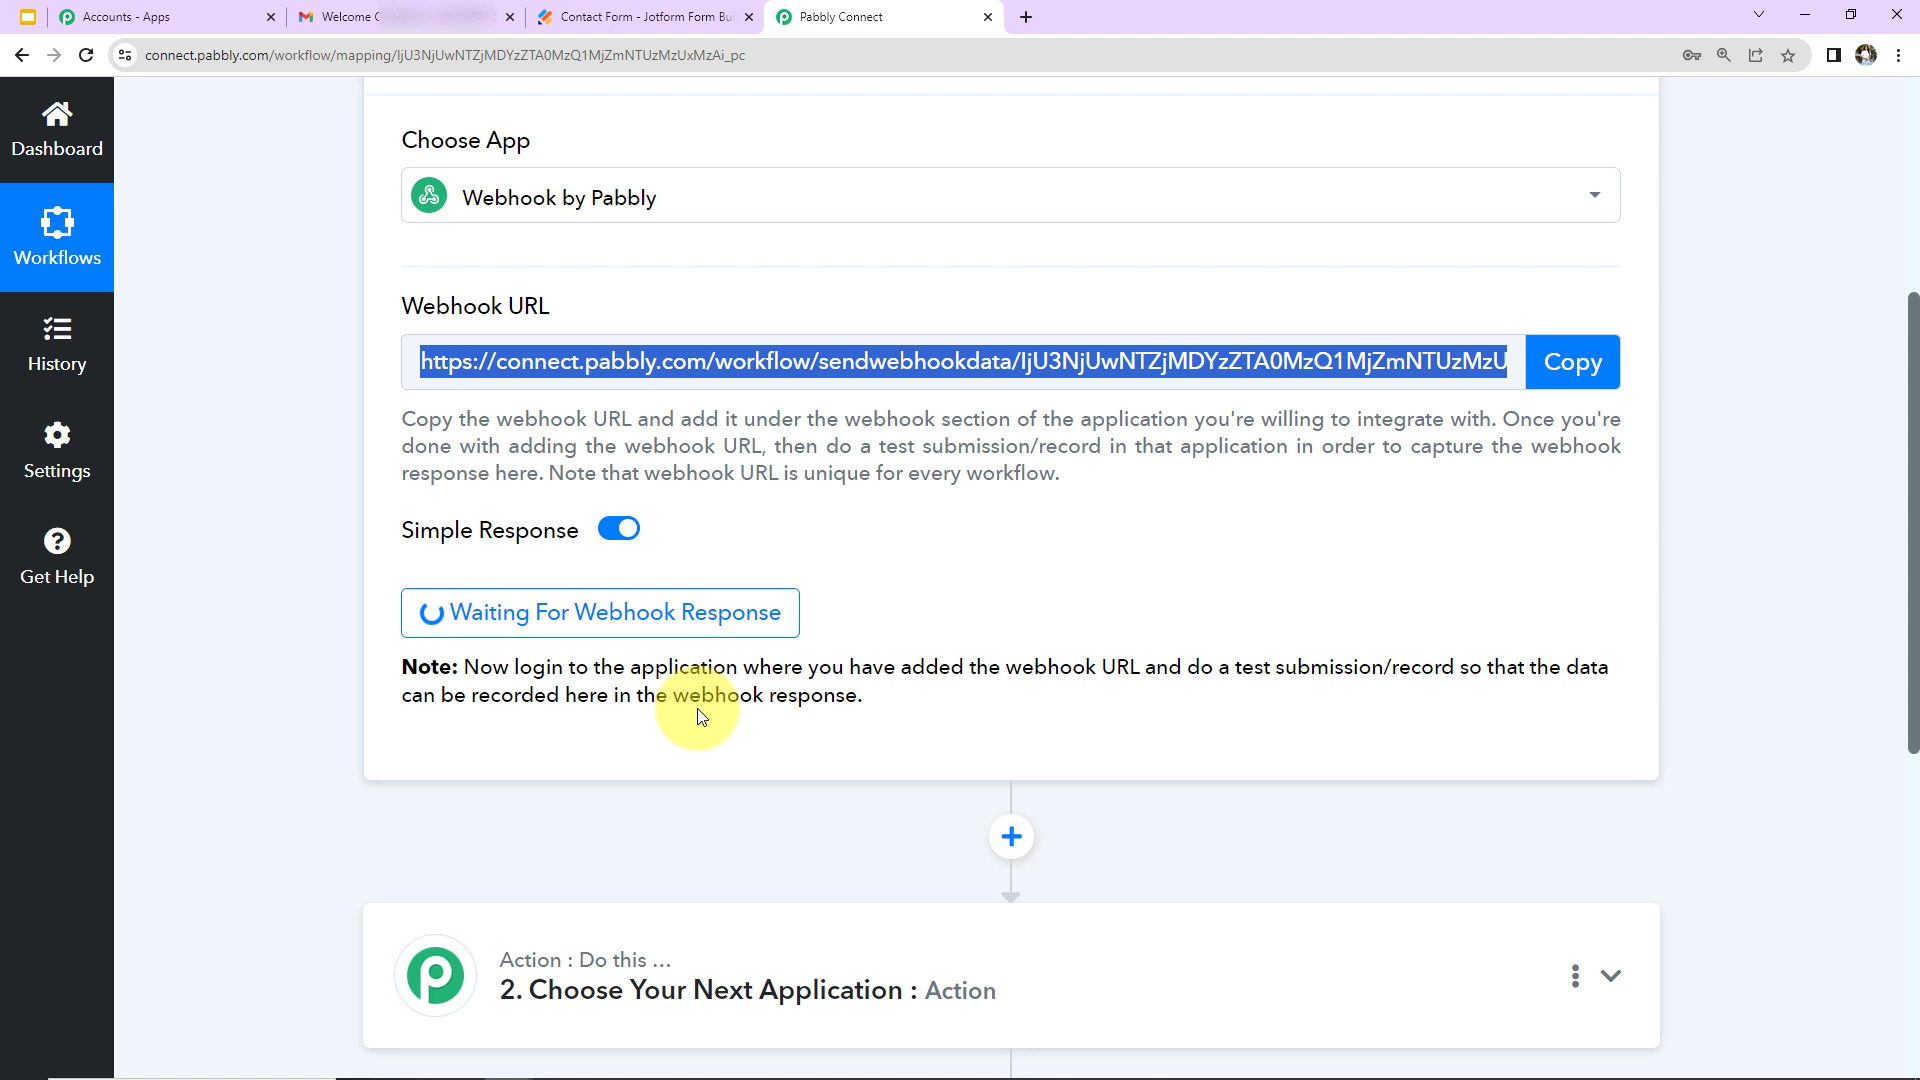 Accounts - Apps
Welcome
Contact Form - Jotform Form Bui
Pabbly Connect
connect.pabbly.com/workflow/mapping/IjU3NjUwNTZjMDYzZTA0MzQ1MjZmNTUzMzUxMzAi_pc
Dashboard
Workflows
History
Settings
Get Help
Choose App
Webhook by Pabbly
Webhook URL
https://connect.pabbly.com/workflow/sendwebhookdata/IjU3NjUwNTZjMDYzZTA0MzQ1MjZmNTUzMzU
Copy
Copy the webhook URL and add it under the webhook section of the application you're willing to integrate with. Once you're
done with adding the webhook URL, then do a test submission/record in that application in order to capture the webhook
response here. Note that webhook URL is unique for every workflow.
Simple Response
Waiting For Webhook Response
Note: Now login to the application where you have added the webhook URL and do a test submission/record so that the data
can be recorded here in the webhook response.
Action : Do this ...
2. Choose Your Next Application : Action